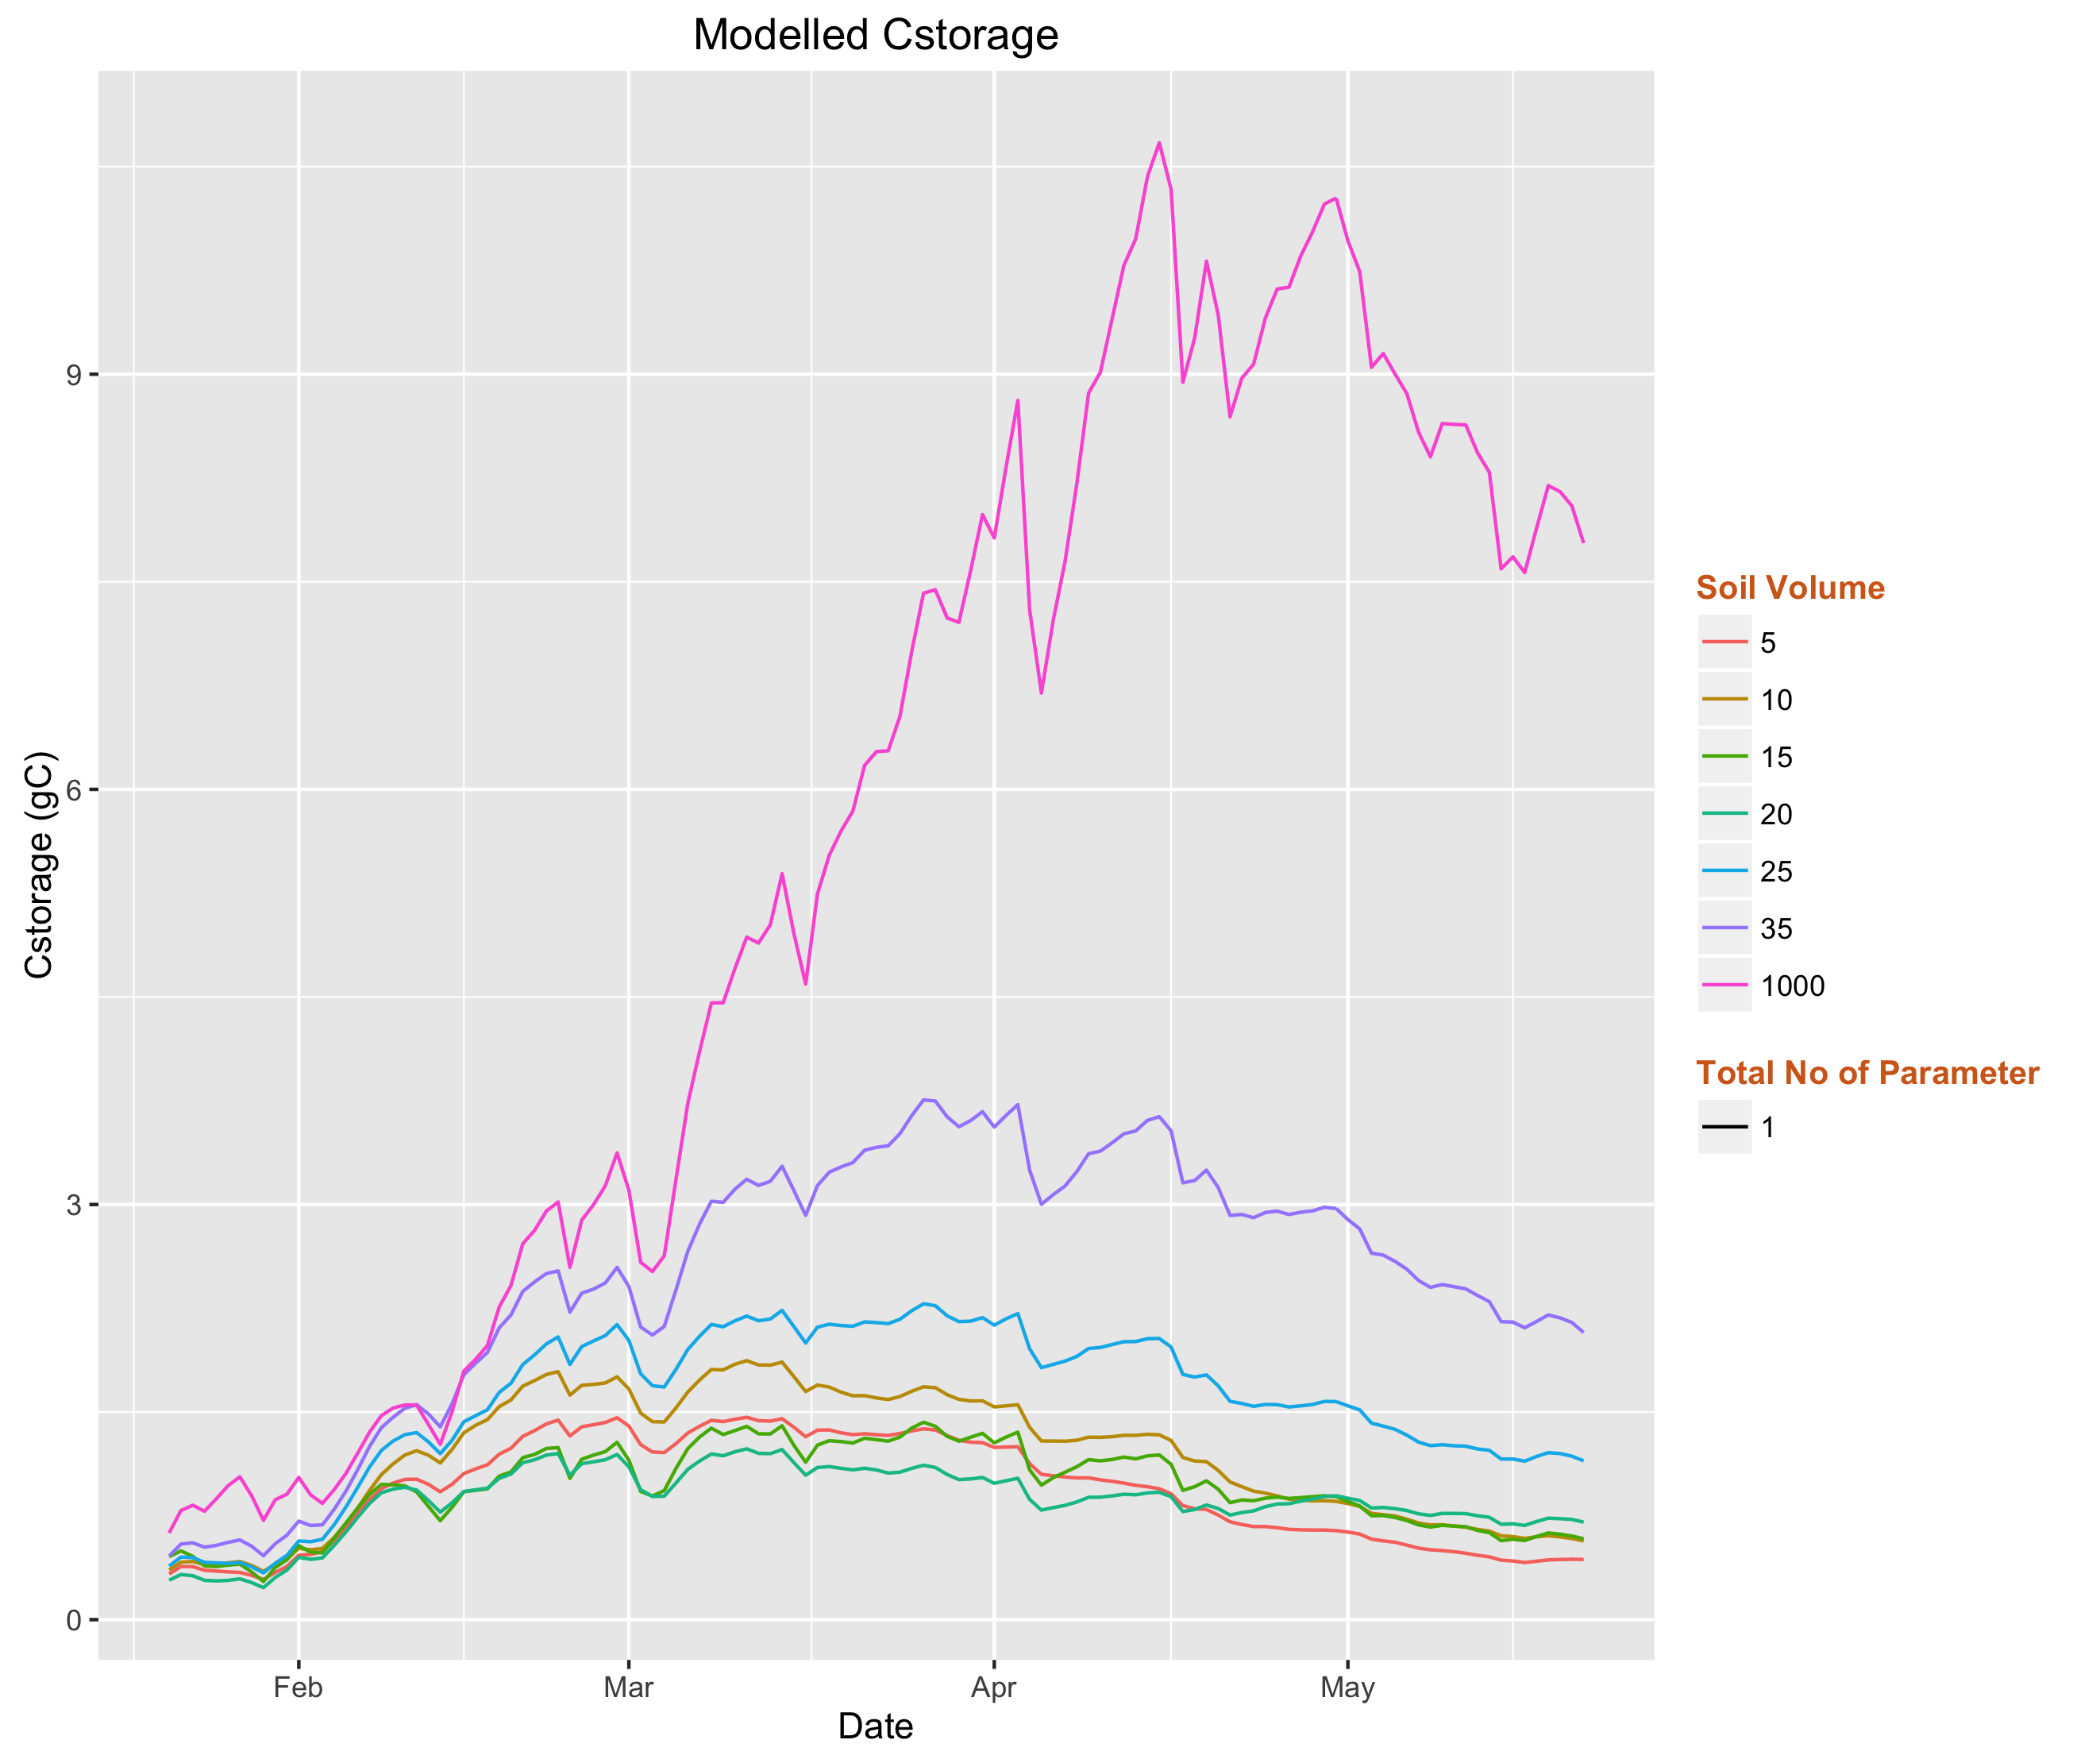 Modelled Cstorage
Cstorage (gC)
9
6
3
0
Feb Mar Apr May
Date
Soil Volume
5
10
15
20
25
35
1000
Total No of Parameter
1